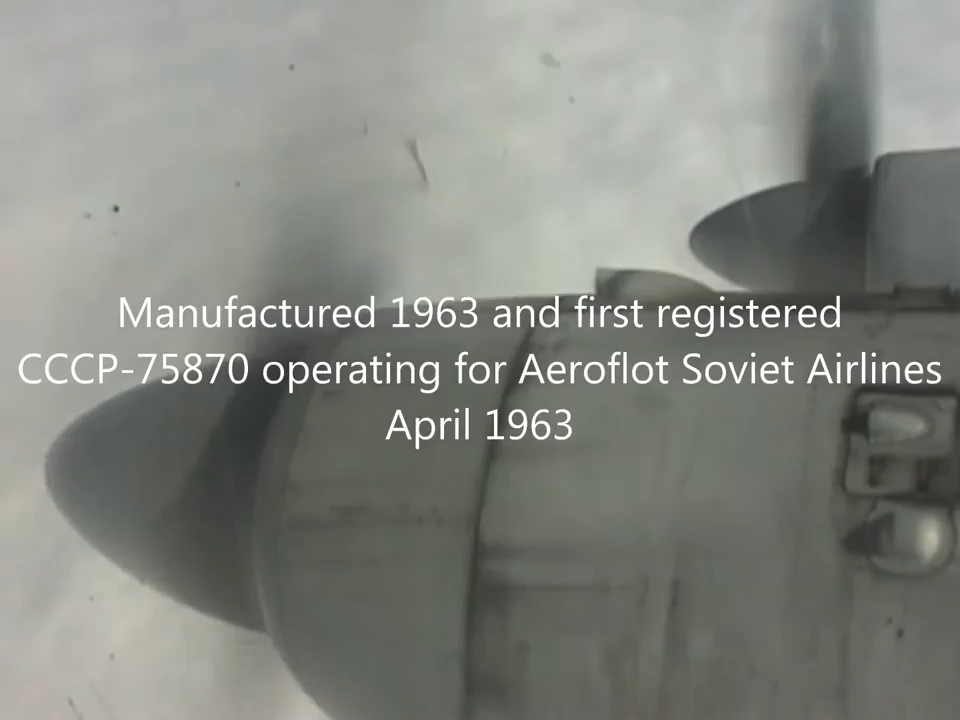 Manufactured 1963 and first registered
CCCP-75870 operating for Aeroflot Soviet Airlines
April 1963